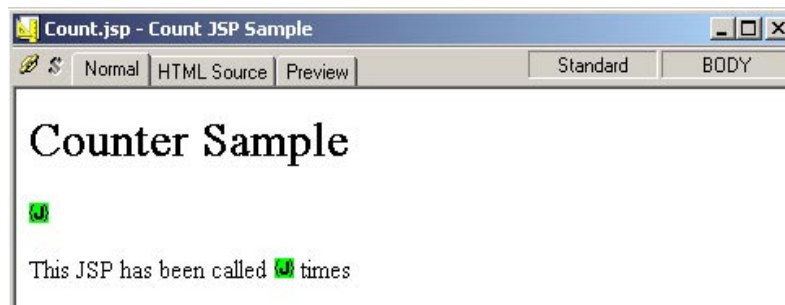 Count.jsp - Count JSP Sample
Normal HTML Source Preview Standard BODY
Counter Sample
{J}
This JSP has been called {J} times